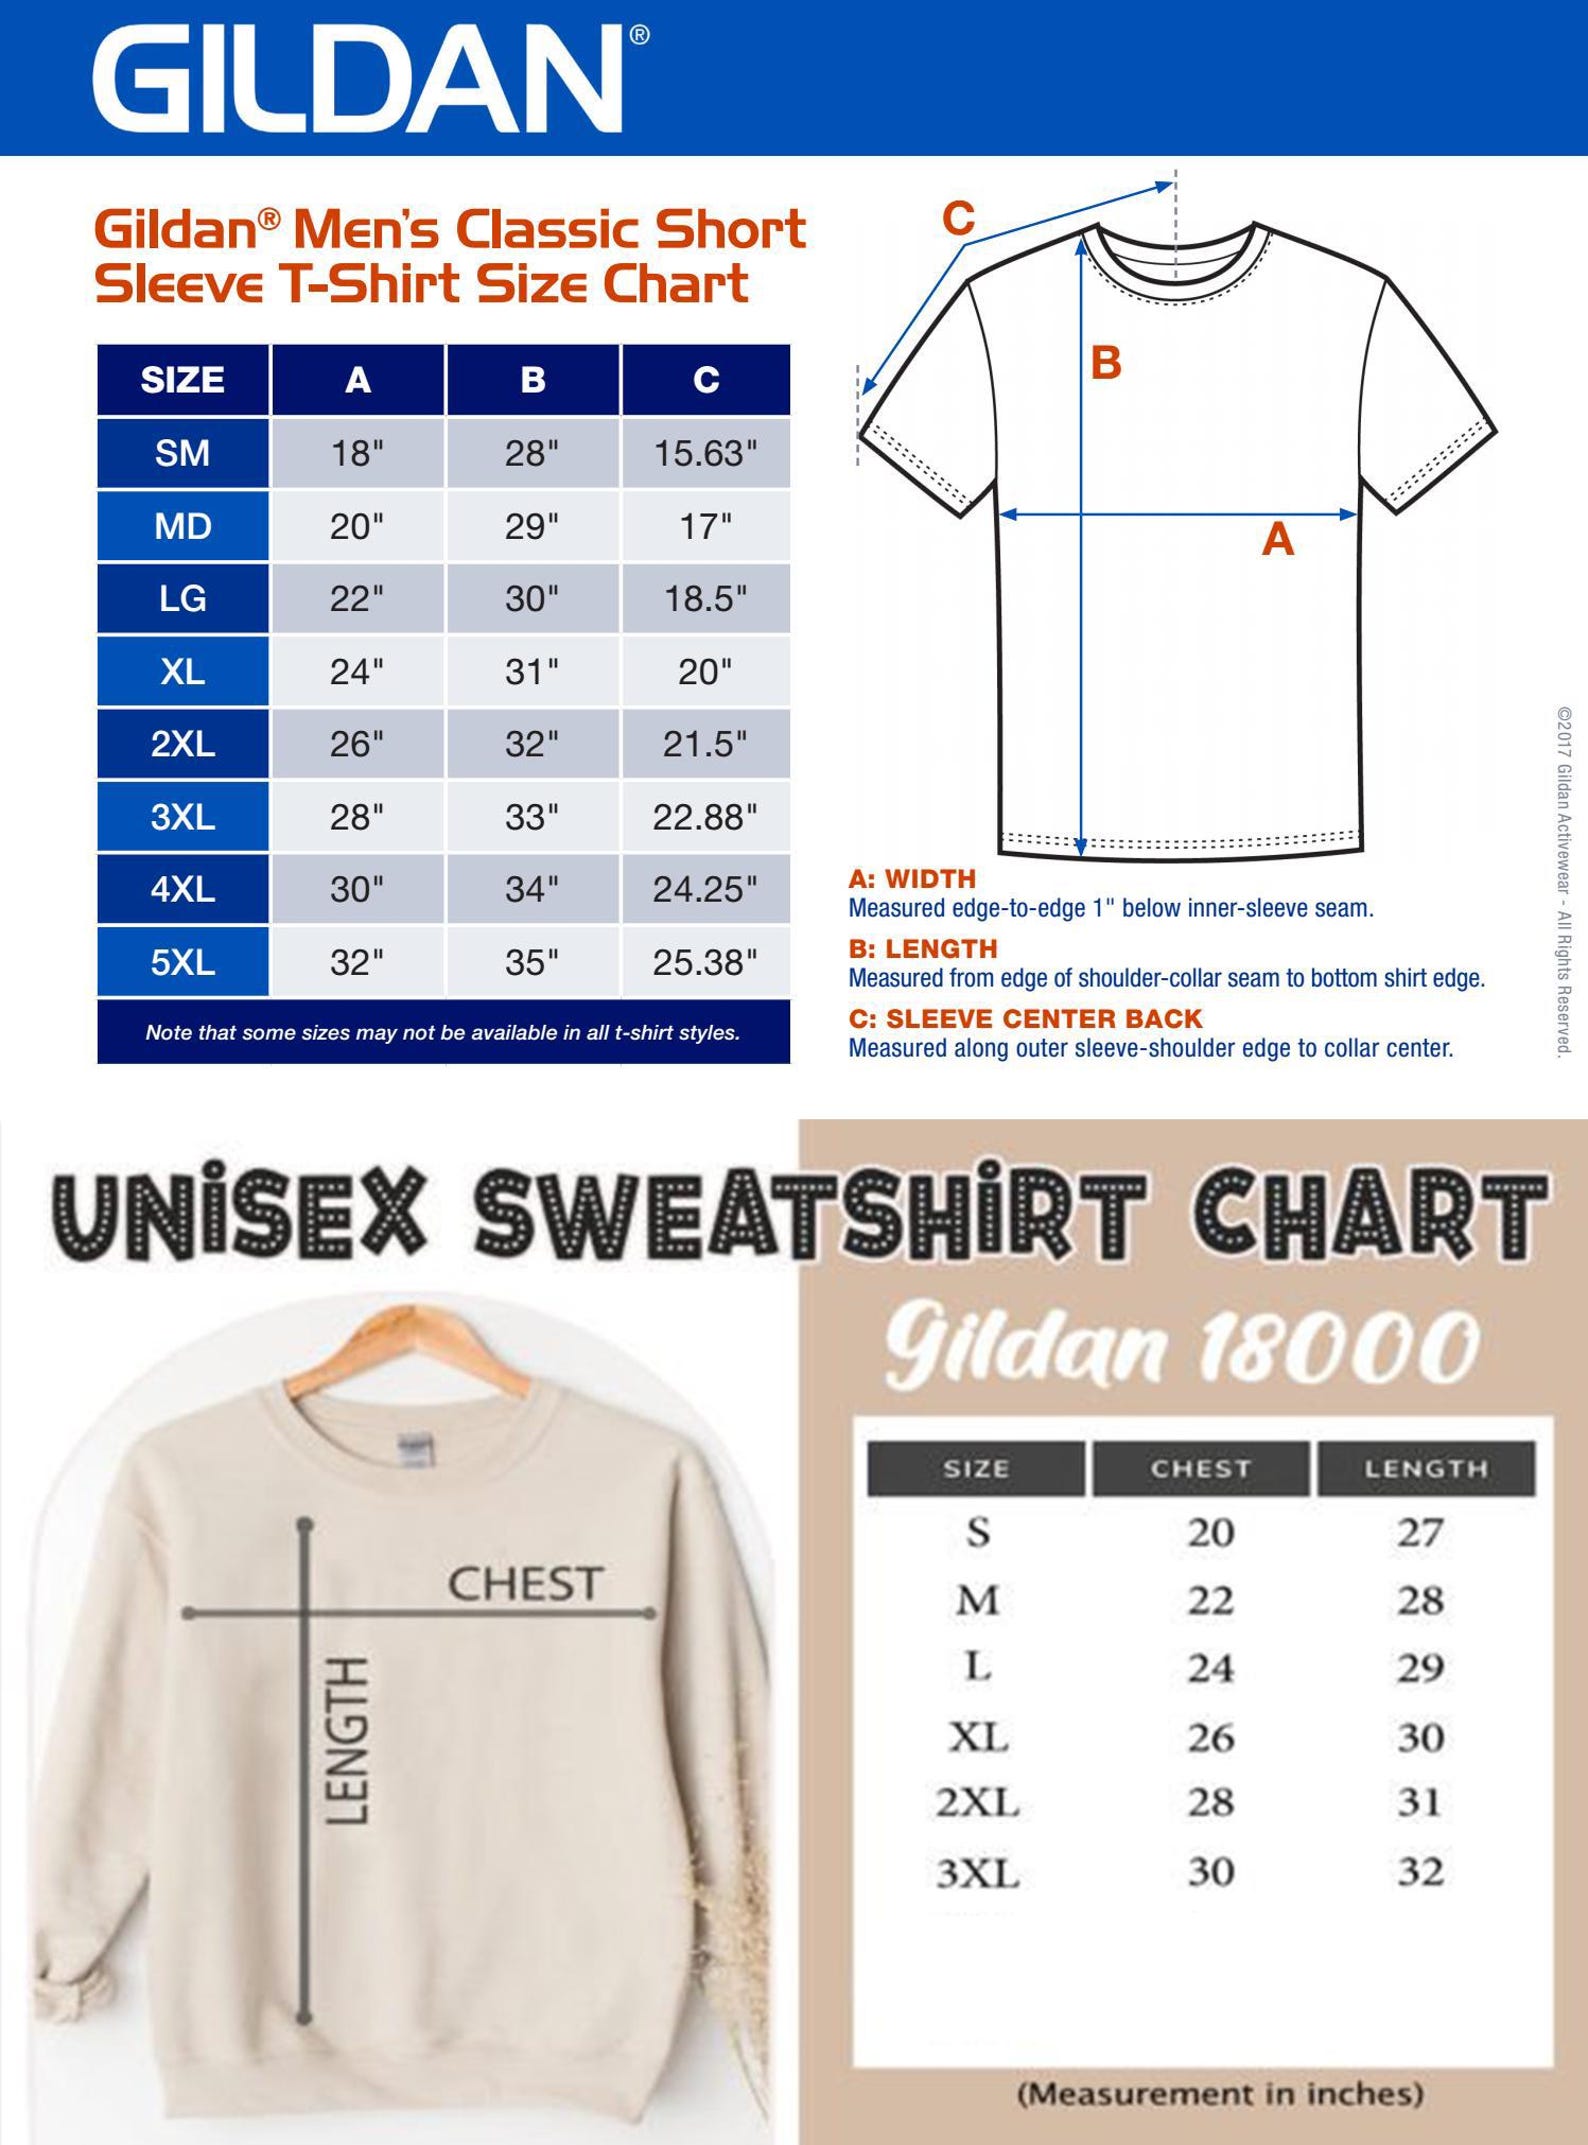 GILDAN®
Gildan® Men's Classic Short
Sleeve T-Shirt Size Chart
SIZE A B C
SM 18" 28" 15.63"
MD 20" 29" 17"
LG 22" 30" 18.5"
XL 24" 31" 20"
2XL 26" 32" 21.5"
3XL 28" 33" 22.88"
4XL 30" 34" 24.25"
5XL 32" 35" 25.38"
Note that some sizes may not be available in all t-shirt styles.
C
B
A
A: WIDTH
Measured edge-to-edge 1" below inner-sleeve seam.
B: LENGTH
Measured from edge of shoulder-collar seam to bottom shirt edge.
C: SLEEVE CENTER BACK
Measured along outer sleeve-shoulder edge to collar center.
©2017 Gildan Activewear - All Rights Reserved.
UNiSEX SWEATSHiRT CHART
Gildan 18000
CHEST
LENGTH
SIZE CHEST LENGTH
S 20 27
M 22 28
L 24 29
XL 26 30
2XL 28 31
3XL 30 32
(Measurement in inches)